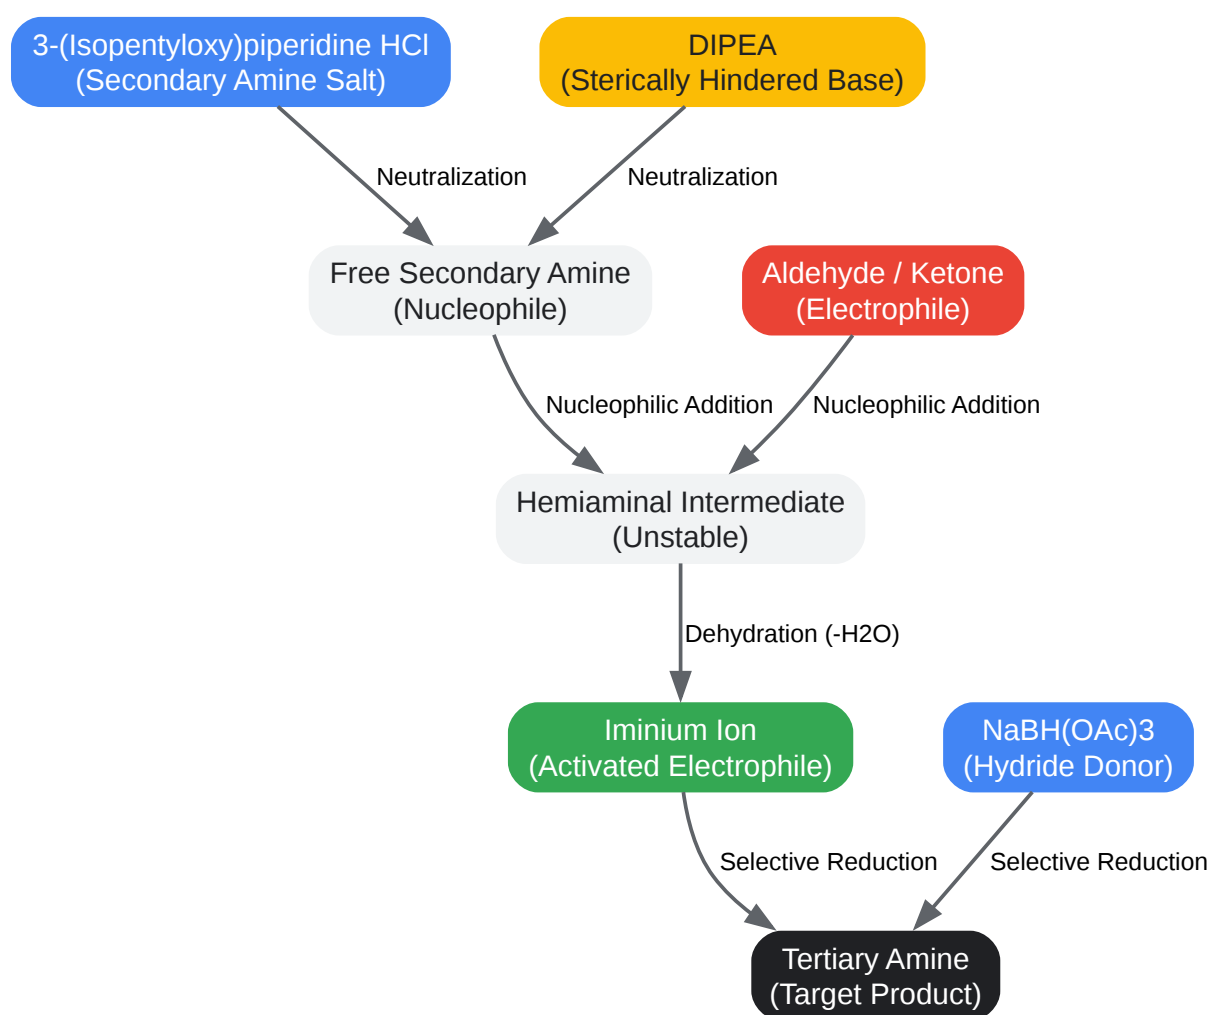 3-(Isopentyloxy)piperidine HCl
(Secondary Amine Salt)
DIPEA
(Sterically Hindered Base)
Neutralization
Neutralization
Free Secondary Amine
(Nucleophile)
Aldehyde / Ketone
(Electrophile)
Nucleophilic Addition
Nucleophilic Addition
Hemiaminal Intermediate
(Unstable)
Dehydration (-H2O)
Iminium Ion
(Activated Electrophile)
NaBH(OAc)3
(Hydride Donor)
Selective Reduction
Selective Reduction
Tertiary Amine
(Target Product)